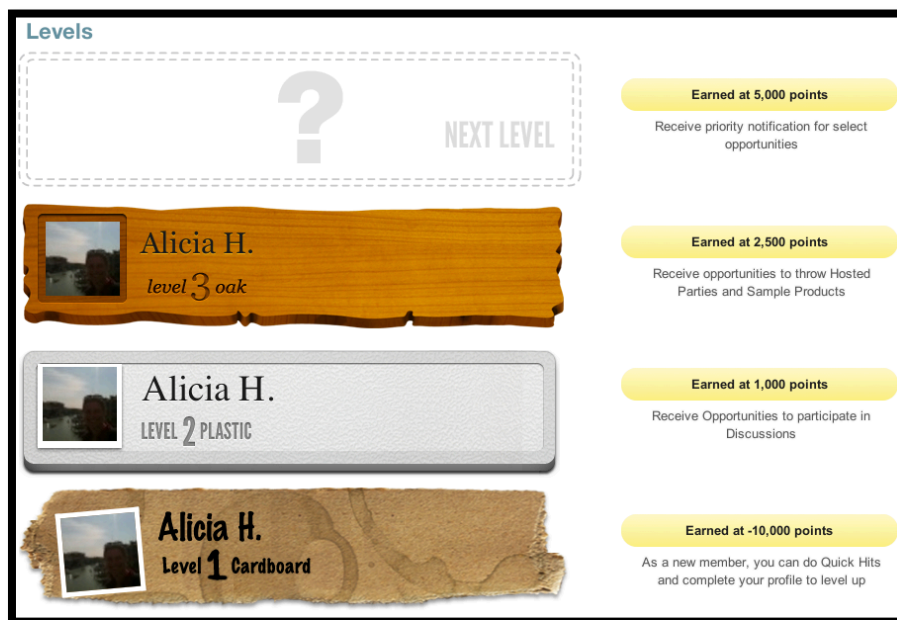 Levels
?
NEXT LEVEL
Earned at 5,000 points
Receive priority notification for select
opportunities
Alicia H.
level 3 oak
Earned at 2,500 points
Receive opportunities to throw Hosted
Parties and Sample Products
Alicia H.
LEVEL 2 PLASTIC
Earned at 1,000 points
Receive Opportunities to participate in
Discussions
Alicia H.
Level 1 Cardboard
Earned at -10,000 points
As a new member, you can do Quick Hits
and complete your profile to level up